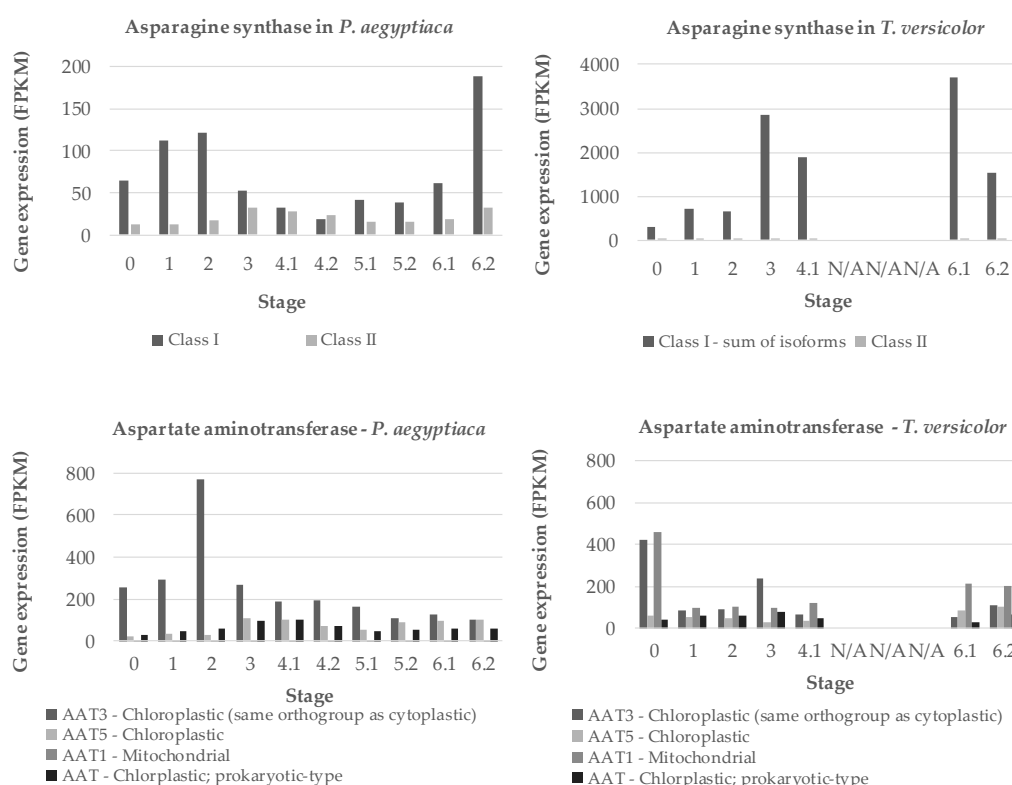 Asparagine synthase in P. aegyptiaca
Gene expression (FPKM)
200
150
100
50
0
0 1 2 3 4.1 4.2 5.1 5.2 6.1 6.2
Stage
Class I Class II
Asparagine synthase in T. versicolor
Gene expression (FPKM)
4000
3000
2000
1000
0
0 1 2 3 4.1 N/A N/A N/A 6.1 6.2
Stage
Class I - sum of isoforms Class II
Aspartate aminotransferase - P. aegyptiaca
Gene expression (FPKM)
800
600
400
200
0
0 1 2 3 4.1 4.2 5.1 5.2 6.1 6.2
Stage
AAT3 - Chloroplastic (same orthogroup as cytoplastic)
AAT5 - Chloroplastic
AAT1 - Mitochondrial
AAT - Chlorplastic; prokaryotic-type
Aspartate aminotransferase - T. versicolor
Gene expression (FPKM)
800
600
400
200
0
0 1 2 3 4.1 N/A N/A N/A 6.1 6.2
Stage
AAT3 - Chloroplastic (same orthogroup as cytoplastic)
AAT5 - Chloroplastic
AAT1 - Mitochondrial
AAT - Chlorplastic; prokaryotic-type